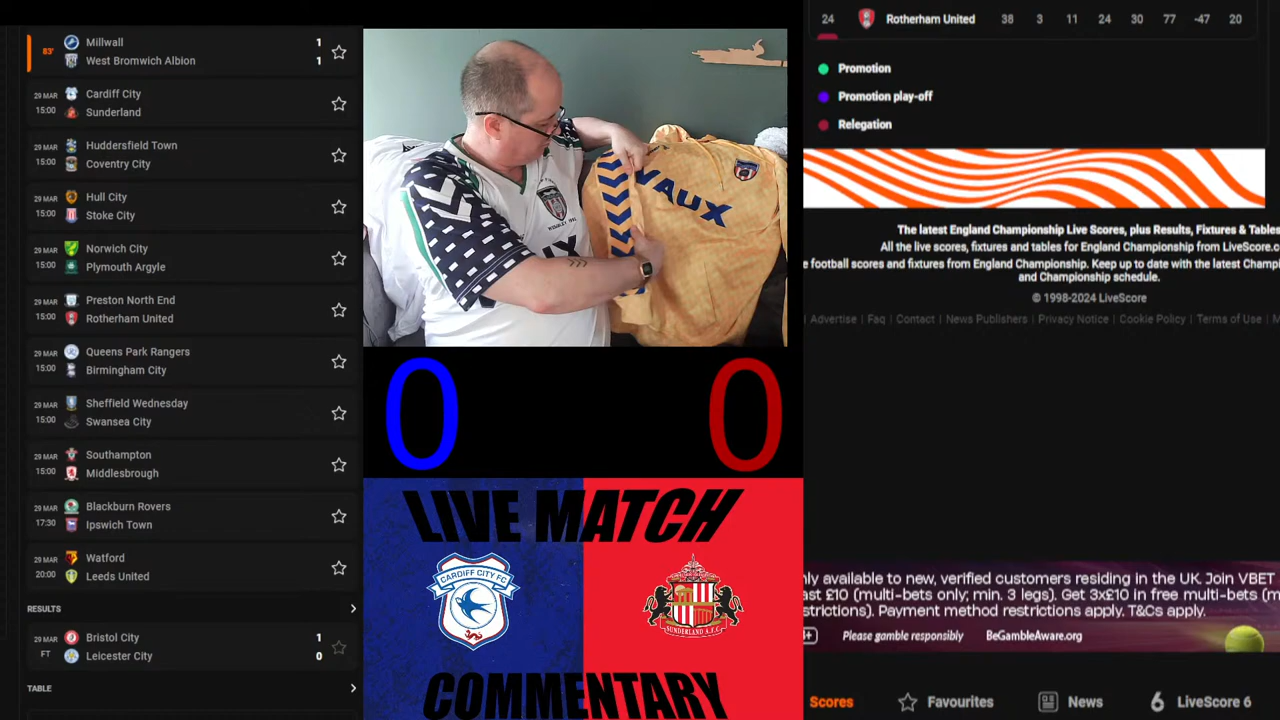 83'
Millwall 1
West Bromwich Albion 1
29 MAR
15:00
Cardiff City
Sunderland
29 MAR
15:00
Huddersfield Town
Coventry City
29 MAR
15:00
Hull City
Stoke City
29 MAR
15:00
Norwich City
Plymouth Argyle
29 MAR
15:00
Preston North End
Rotherham United
29 MAR
15:00
Queens Park Rangers
Birmingham City
29 MAR
15:00
Sheffield Wednesday
Swansea City
29 MAR
15:00
Southampton
Middlesbrough
29 MAR
17:30
Blackburn Rovers
Ipswich Town
29 MAR
20:00
Watford
Leeds United
RESULTS
29 MAR
FT
Bristol City 1
Leicester City 0
TABLE
VAUX
0 0
LIVE MATCH
CARDIFF CITY FC
SUNDERLAND A.F.C.
COMMENTARY
24 Rotherham United 38 3 11 24 30 77 -47 20
Promotion
Promotion play-off
Relegation
The latest England Championship Live Scores, plus Results, Fixtures & Tables
All the live scores, fixtures and tables for England Championship from LiveScore.c
e football scores and fixtures from England Championship. Keep up to date with the latest Champi
and Championship schedule.
© 1998-2024 LiveScore
| Advertise | Faq | Contact | News Publishers | Privacy Notice | Cookie Policy | Terms of Use |
nly available to new, verified customers residing in the UK. Join VBET
ast £10 (multi-bets only; min. 3 legs). Get 3x£10 in free multi-bets (m
strictions). Payment method restrictions apply. T&Cs apply.
Please gamble responsibly BeGambleAware.org
Scores Favourites News 6 LiveScore 6